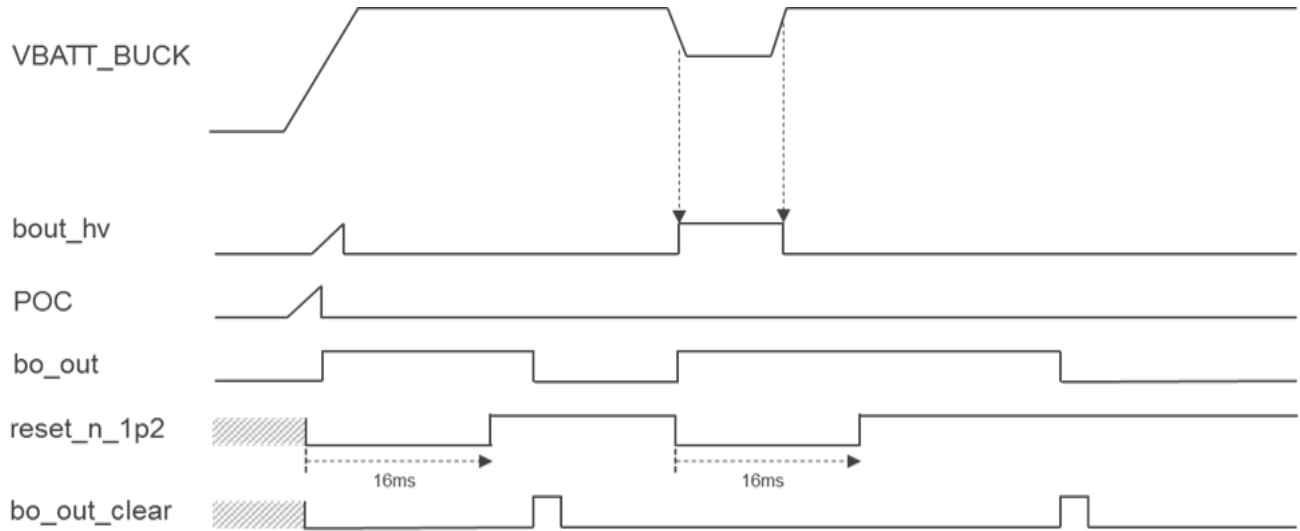 VBATT_BUCK
bout_hv
POC
bo_out
reset_n_1p2
16ms 16ms
bo_out_clear